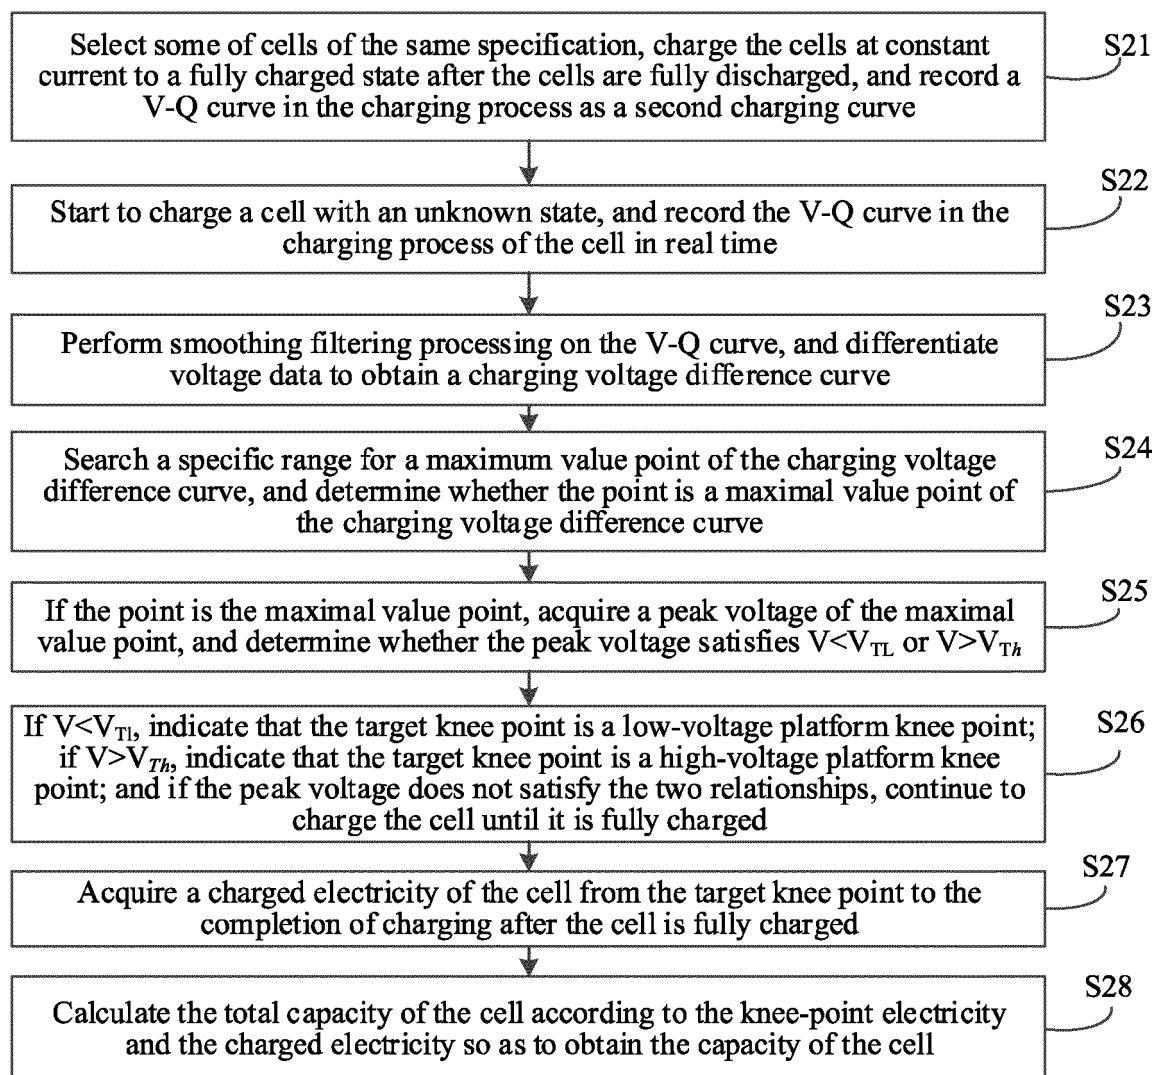 Select some of cells of the same specification, charge the cells at constant
current to a fully charged state after the cells are fully discharged, and record a
V-Q curve in the charging process as a second charging curve
S21
Start to charge a cell with an unknown state, and record the V-Q curve in the
charging process of the cell in real time
S22
Perform smoothing filtering processing on the V-Q curve, and differentiate
voltage data to obtain a charging voltage difference curve
S23
Search a specific range for a maximum value point of the charging voltage
difference curve, and determine whether the point is a maximal value point of
the charging voltage difference curve
S24
If the point is the maximal value point, acquire a peak voltage of the maximal
value point, and determine whether the peak voltage satisfies V<VTL or V>VTh
S25
If V<VTl, indicate that the target knee point is a low-voltage platform knee point;
if V>VTh, indicate that the target knee point is a high-voltage platform knee
point; and if the peak voltage does not satisfy the two relationships, continue to
charge the cell until it is fully charged
S26
Acquire a charged electricity of the cell from the target knee point to the
completion of charging after the cell is fully charged
S27
Calculate the total capacity of the cell according to the knee-point electricity
and the charged electricity so as to obtain the capacity of the cell
S28